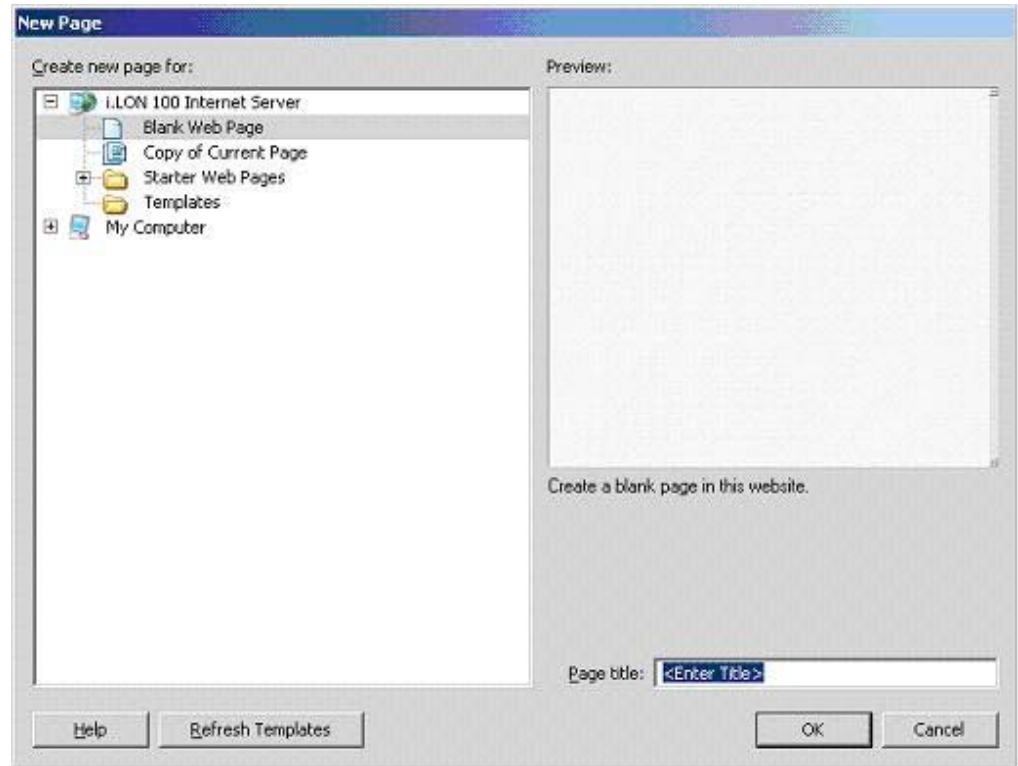 New Page
Create new page for:
i.LON 100 Internet Server
Blank Web Page
Copy of Current Page
Starter Web Pages
Templates
My Computer
Preview:
Create a blank page in this website.
Page title: <Enter Title>
Help Refresh Templates OK Cancel